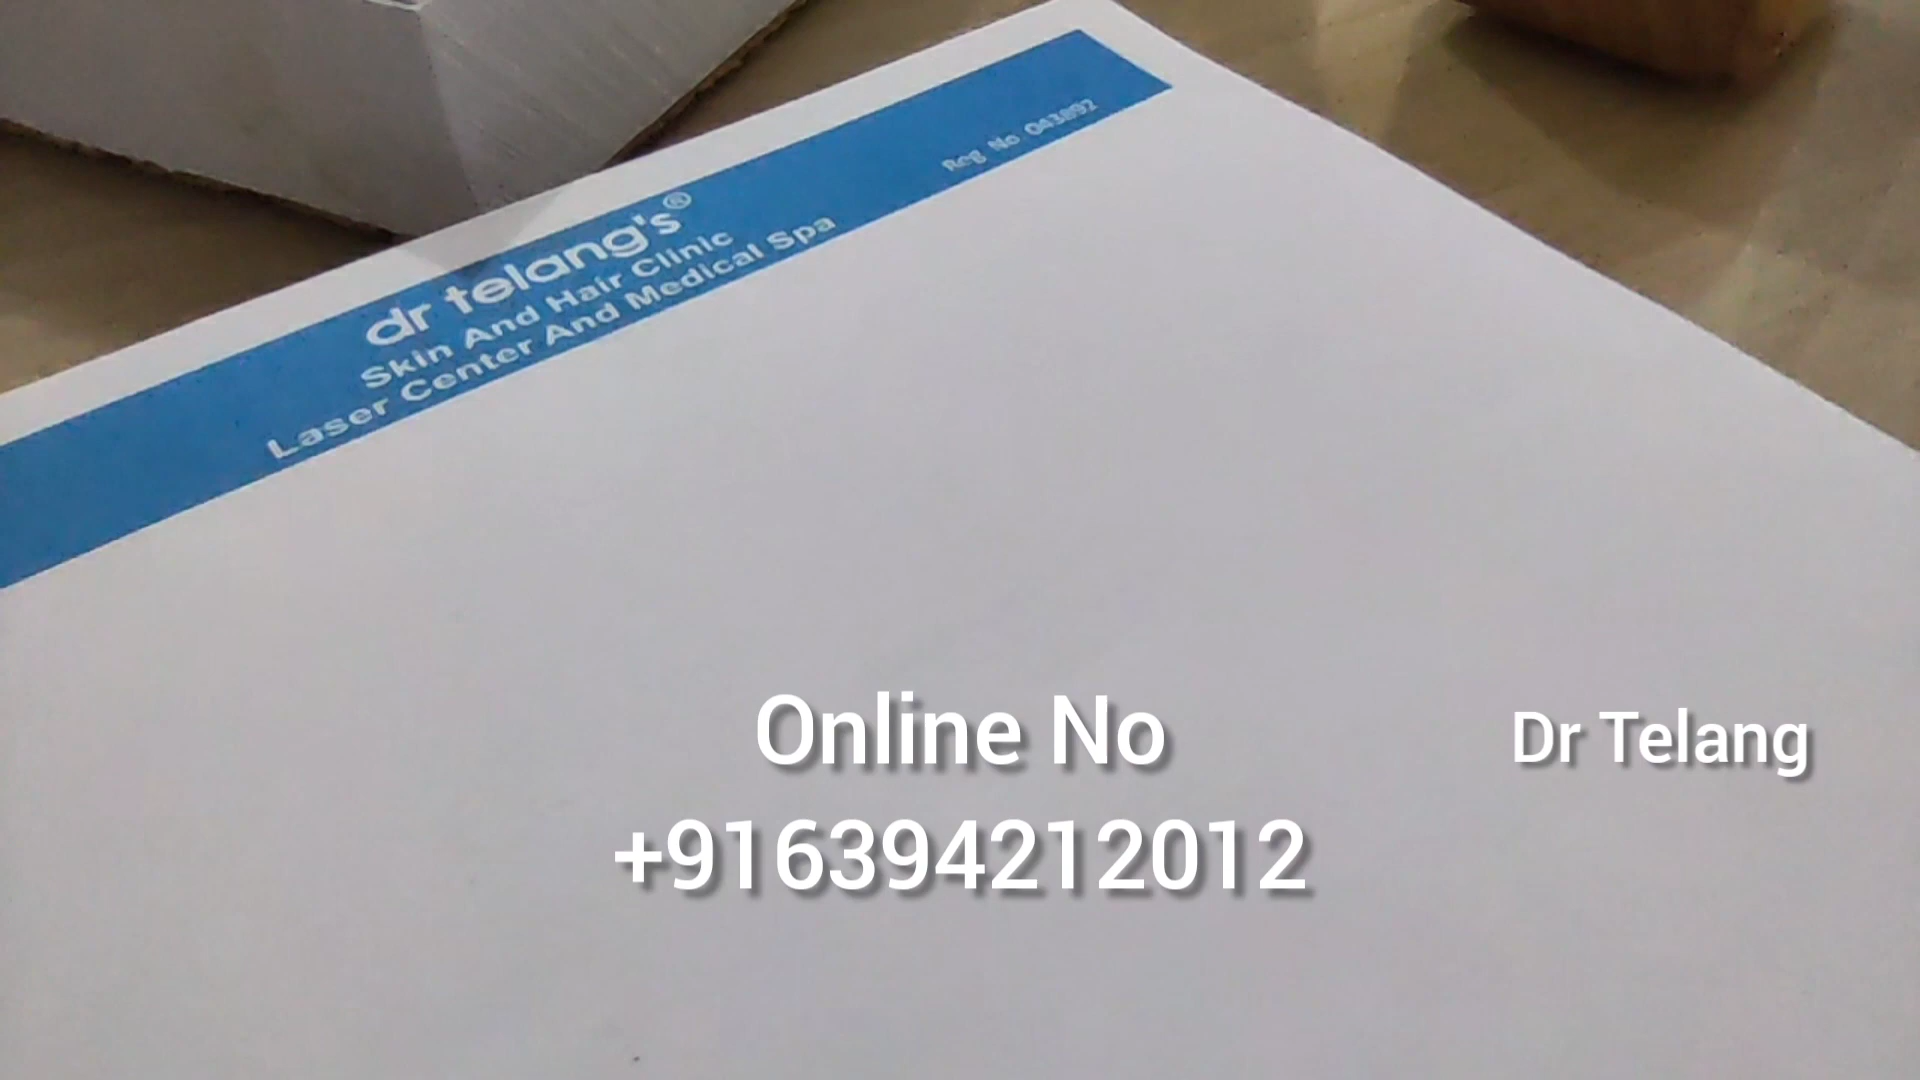 dr telang's®
Skin And Hair Clinic
Laser Center And Medical Spa
Reg No 043892
Online No
+916394212012
Dr Telang